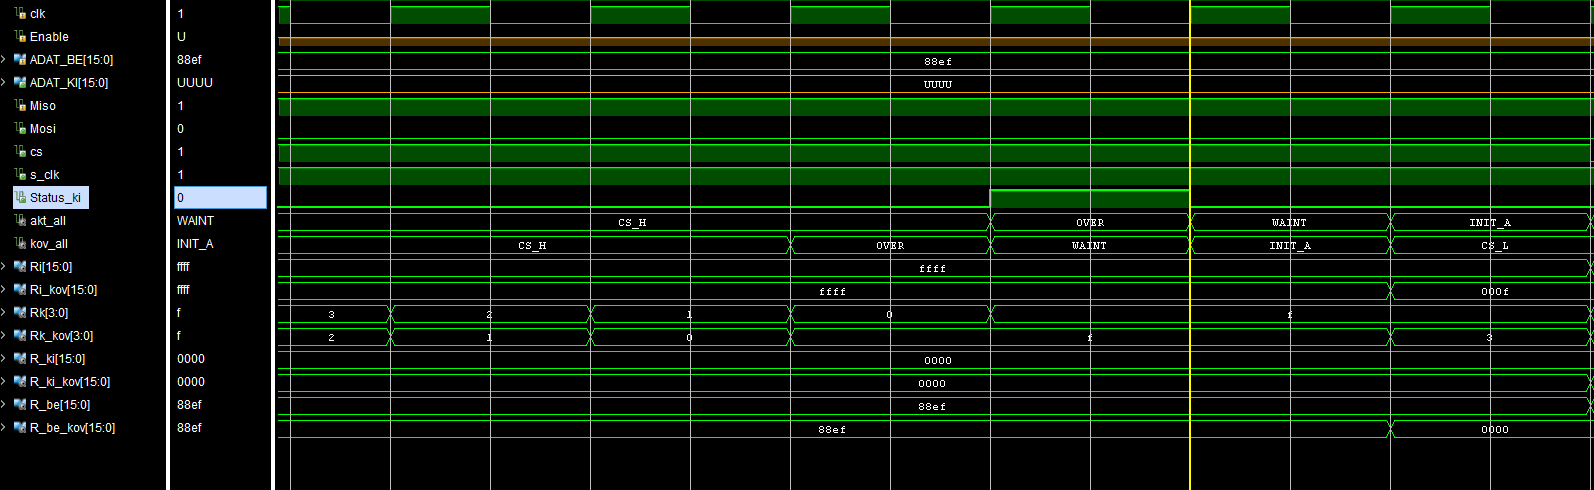 clk 1
Enable U
ADAT_BE[15:0] 88ef 88ef
ADAT_KI[15:0] UUUU UUUU
Miso 1
Mosi 0
cs 1
s_clk 1
Status_ki 0
akt_all WAINT CS_H OVER WAINT INIT_A
kov_all INIT_A CS_H OVER WAINT INIT_A CS_L
Ri[15:0] ffff ffff
Ri_kov[15:0] ffff ffff 000f
Rk[3:0] f 3 2 1 0 f
Rk_kov[3:0] f 2 1 0 f 3
R_ki[15:0] 0000 0000
R_ki_kov[15:0] 0000 0000
R_be[15:0] 88ef 88ef
R_be_kov[15:0] 88ef 88ef 0000